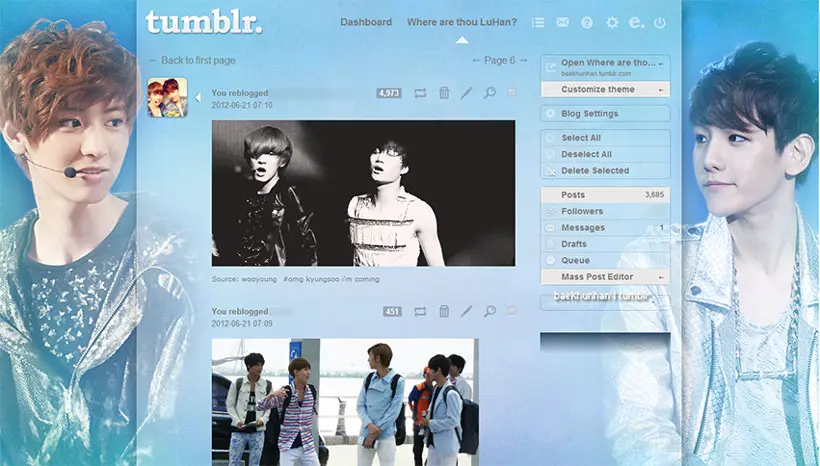 tumblr.
Dashboard
Where are thou LuHan?
← Back to first page
← Page 6 →
You reblogged
4,973
2012-06-21 07:10
Source: wooyoung #omg kyungsoo i'm coming
You reblogged
451
2012-06-21 07:09
Open Where are tho...
baekhunhan.tumblr.com
Customize theme
Blog Settings
Select All
Deselect All
Delete Selected
Posts 3,685
Followers
Messages 1
Drafts
Queue
Mass Post Editor
baekhunhan I tumblr